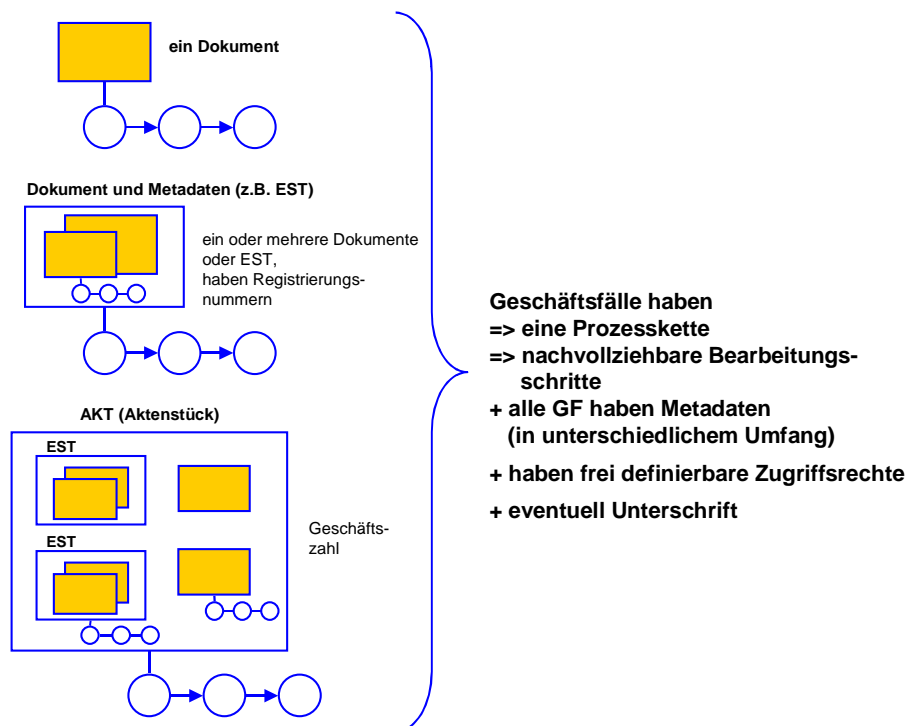 ein Dokument
Dokument und Metadaten (z.B. EST)
ein oder mehrere Dokumente
oder EST,
haben Registrierungs-
nummern
AKT (Aktenstück)
EST
EST
Geschäfts-
zahl
Geschäftsfälle haben
=> eine Prozesskette
=> nachvollziehbare Bearbeitungs-
schritte
+ alle GF haben Metadaten
(in unterschiedlichem Umfang)
+ haben frei definierbare Zugriffsrechte
+ eventuell Unterschrift